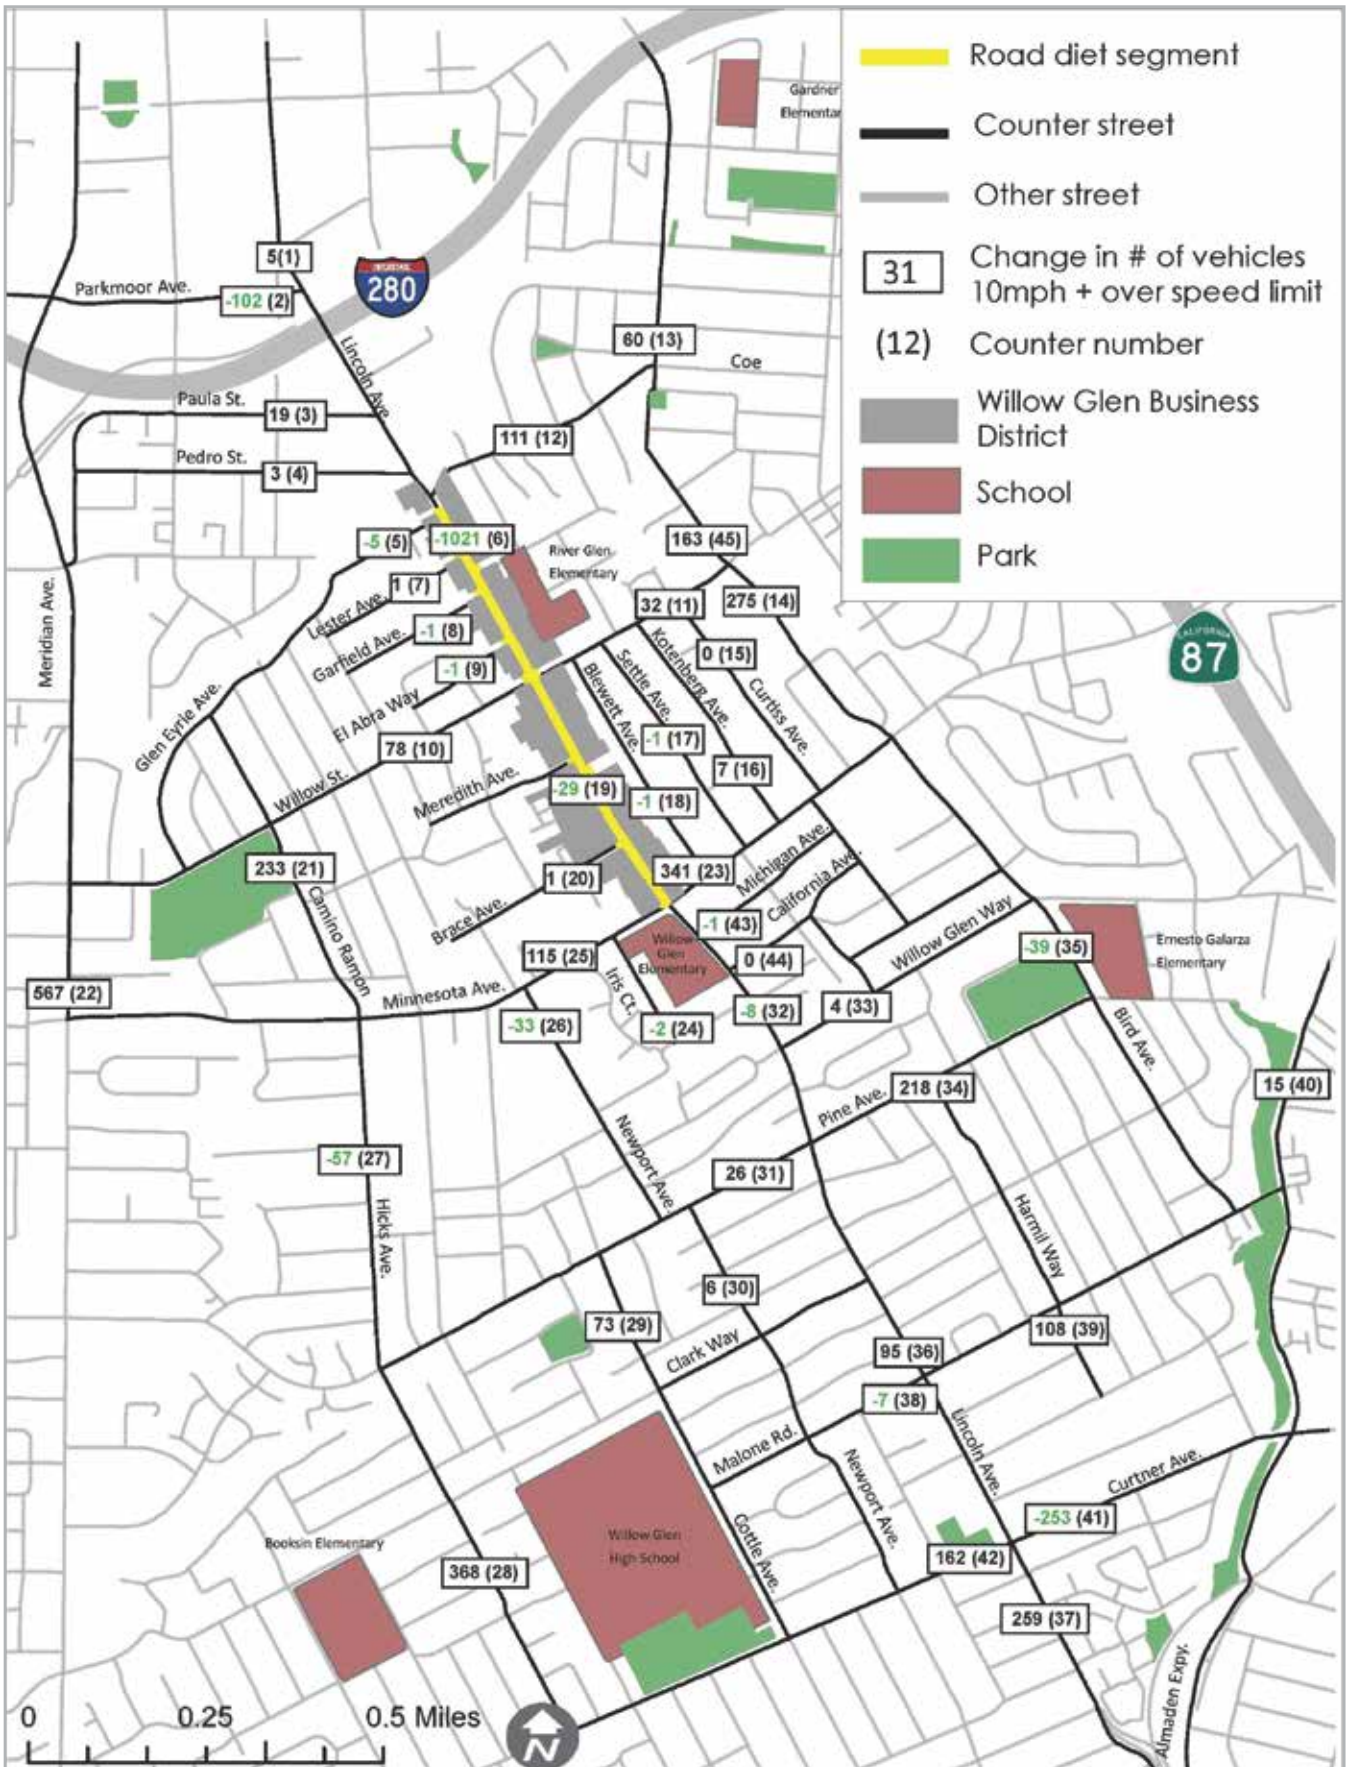 Road diet segment
Counter street
Other street
31
Change in # of vehicles
10mph + over speed limit
(12)
Counter number
Willow Glen Business
District
School
Park
Gardner
Elementar
5(1)
INTERSTATE
280
Parkmoor Ave.
-102 (2)
Lincoln Ave.
60 (13)
Coe
Paula St.
19 (3)
111 (12)
Pedro St.
3 (4)
-5 (5)
-1021 (6)
River Glen
Elementary
163 (45)
Meridian Ave.
1 (7)
Lester Ave.
32 (11)
275 (14)
Garfield Ave.
-1 (8)
0 (15)
CALIFORNIA
87
-1 (9)
Kotenberg Ave.
Settle Ave.
Blewett Ave.
Curtiss Ave.
El Abra Way
Glen Eyrie Ave.
78 (10)
-1 (17)
7 (16)
Willow St.
Meredith Ave.
-29 (19)
-1 (18)
233 (21)
1 (20)
341 (23)
Michigan Ave.
California Ave.
Brace Ave.
Camino Ramon
-1 (43)
Willow Glen Way
Willow
Glen
Elementary
-39 (35)
Ernesto Galarza
Elementary
115 (25)
0 (44)
567 (22)
Minnesota Ave.
Iris Ct.
-33 (26)
-2 (24)
-8 (32)
4 (33)
Bird Ave.
218 (34)
15 (40)
Pine Ave.
-57 (27)
Newport Ave.
26 (31)
Hicks Ave.
Harmil Way
6 (30)
73 (29)
Clark Way
108 (39)
95 (36)
-7 (38)
Malone Rd.
Lincoln Ave.
Newport Ave.
Curtner Ave.
-253 (41)
Booksin Elementary
Willow Glen
High School
Cottle Ave.
162 (42)
368 (28)
259 (37)
Almaden Expy.
0
0.25
0.5 Miles
N